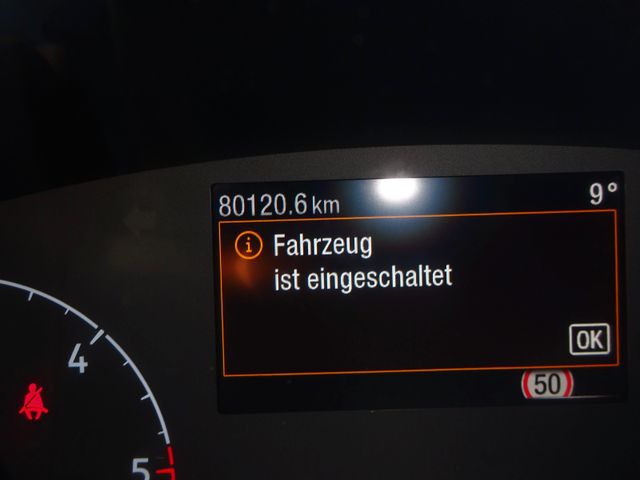 80120.6 km 9°
Fahrzeug
ist eingeschaltet
OK
50
4
5